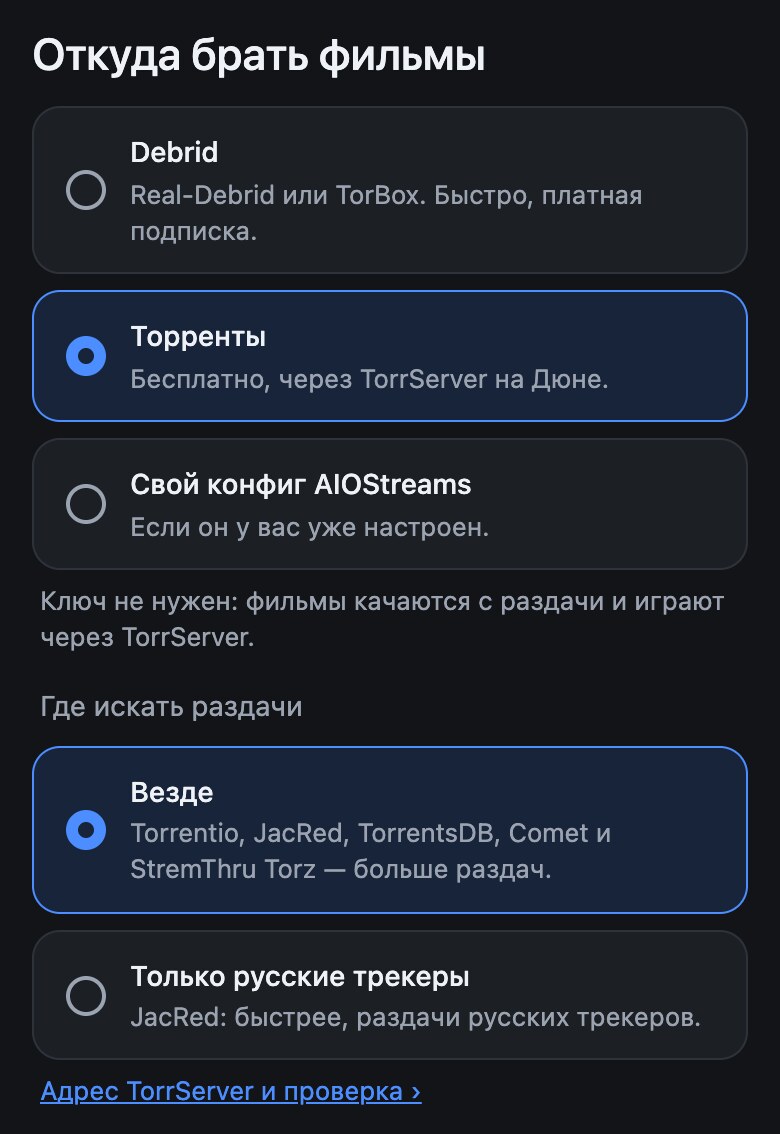 Откуда брать фильмы
Debrid
Real-Debrid или TorBox. Быстро, платная
подписка.
Торренты
Бесплатно, через TorrServer на Дюне.
Свой конфиг AIOStreams
Если он у вас уже настроен.
Ключ не нужен: фильмы качаются с раздачи и играют
через TorrServer.
Где искать раздачи
Везде
Torrentio, JacRed, TorrentsDB, Comet и
StremThru Torz — больше раздач.
Только русские трекеры
JacRed: быстрее, раздачи русских трекеров.
Адрес TorrServer и проверка ›